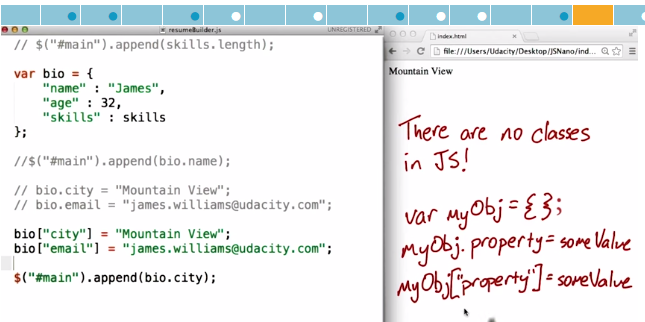 resumeBuilder.js
UNREGISTERED
// $("#main").append(skills.length);
var bio = {
"name" : "James",
"age" : 32,
"skills" : skills
};
//$("#main").append(bio.name);
// bio.city = "Mountain View";
// bio.email = "james.williams@udacity.com";
bio["city"] = "Mountain View";
bio["email"] = "james.williams@udacity.com";
$("#main").append(bio.city);
index.html
file:///Users/Udacity/Desktop/JSNano/ind...
Mountain View
There are no classes
in JS!
var myObj = {};
myObj.property = someValue
myObj["property"] = someValue